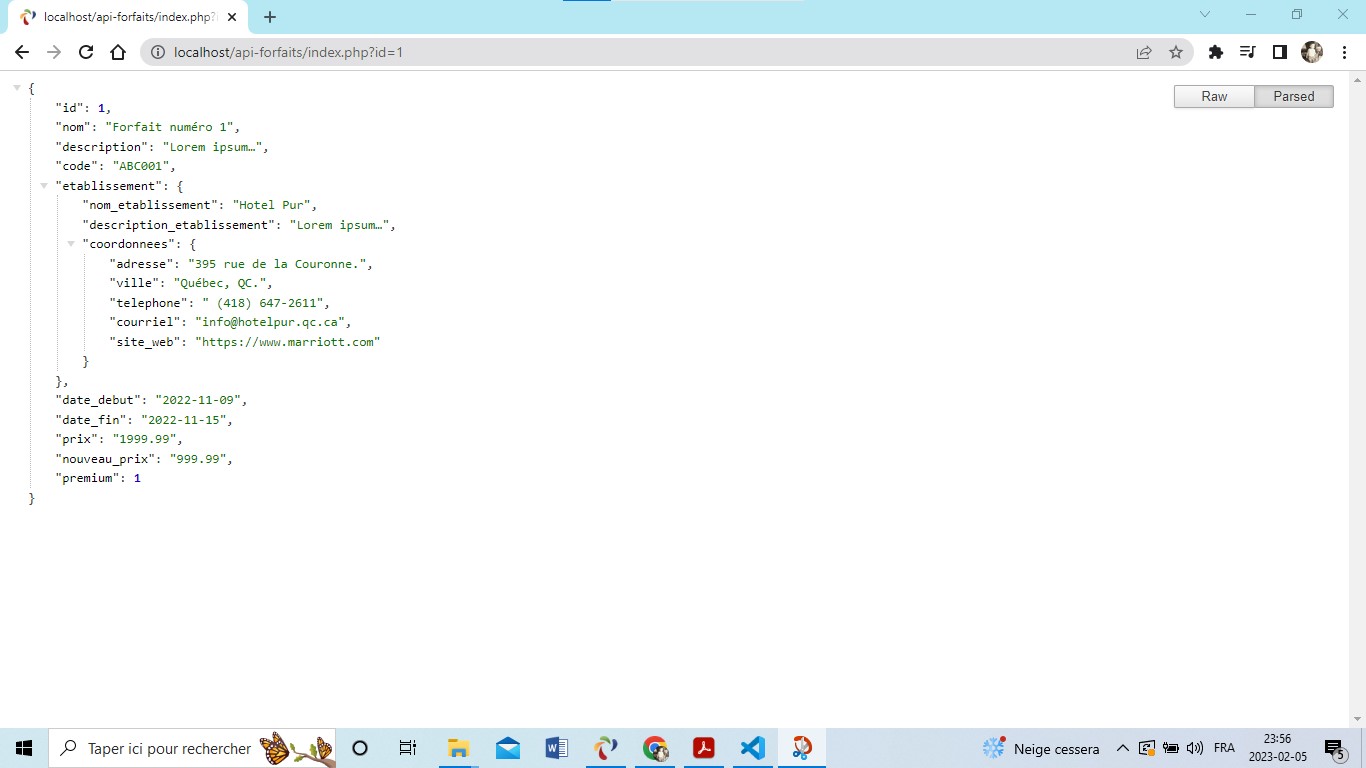 localhost/api-forfaits/index.php?i
localhost/api-forfaits/index.php?id=1
Raw Parsed
{
"id": 1,
"nom": "Forfait numéro 1",
"description": "Lorem ipsum…",
"code": "ABC001",
"etablissement": {
"nom_etablissement": "Hotel Pur",
"description_etablissement": "Lorem ipsum…",
"coordonnees": {
"adresse": "395 rue de la Couronne.",
"ville": "Québec, QC.",
"telephone": " (418) 647-2611",
"courriel": "info@hotelpur.qc.ca",
"site_web": "https://www.marriott.com"
}
},
"date_debut": "2022-11-09",
"date_fin": "2022-11-15",
"prix": "1999.99",
"nouveau_prix": "999.99",
"premium": 1
}
Taper ici pour rechercher
Neige cessera
FRA
23:56
2023-02-05
5